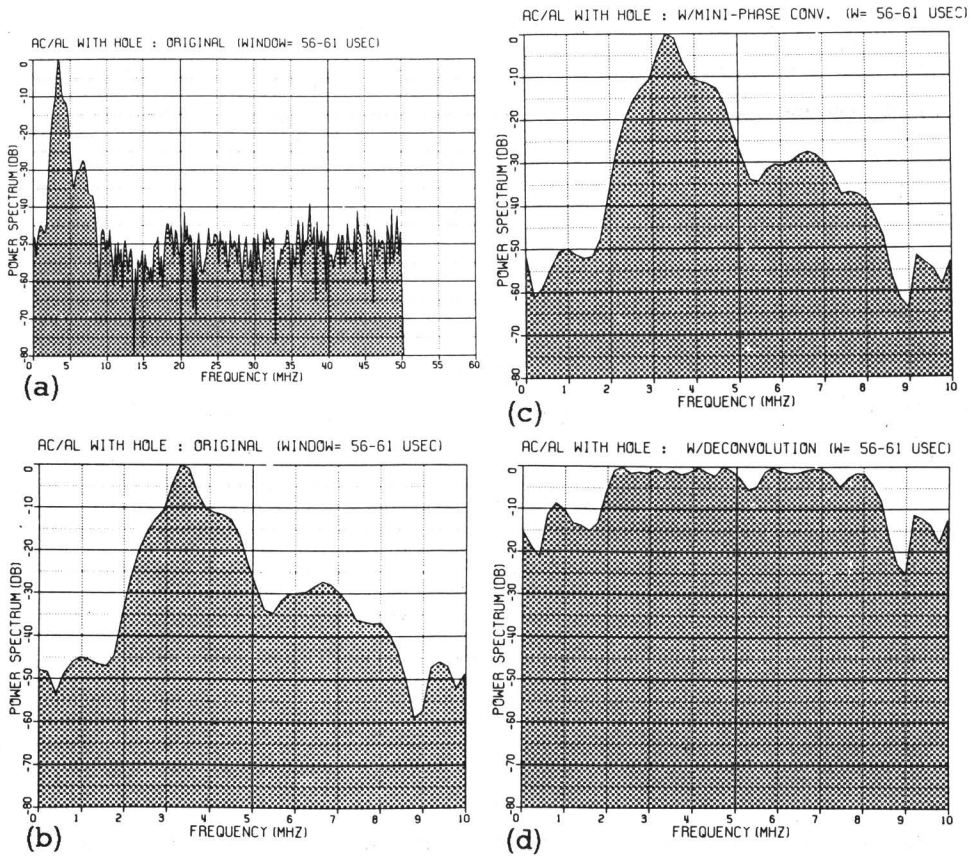 AC/AL WITH HOLE : ORIGINAL (WINDOW= 56-61 USEC)
POWER SPECTRUM (DB)
0
-10
-20
-30
-40
-50
-60
-70
-80
0 5 10 15 20 25 30 35 40 45 50 55 60
FREQUENCY (MHZ)
(a)
AC/AL WITH HOLE : W/MINI-PHASE CONV. (W= 56-61 USEC)
POWER SPECTRUM (DB)
0
-10
-20
-30
-40
-50
-60
-70
-80
0 1 2 3 4 5 6 7 8 9 10
FREQUENCY (MHZ)
(c)
AC/AL WITH HOLE : ORIGINAL (WINDOW= 56-61 USEC)
POWER SPECTRUM (DB)
0
-10
-20
-30
-40
-50
-60
-70
-80
0 1 2 3 4 5 6 7 8 9 10
FREQUENCY (MHZ)
(b)
AC/AL WITH HOLE : W/DECONVOLUTION (W= 56-61 USEC)
POWER SPECTRUM (DB)
0
-10
-20
-30
-40
-50
-60
-70
-80
0 1 2 3 4 5 6 7 8 9 10
FREQUENCY (MHZ)
(d)